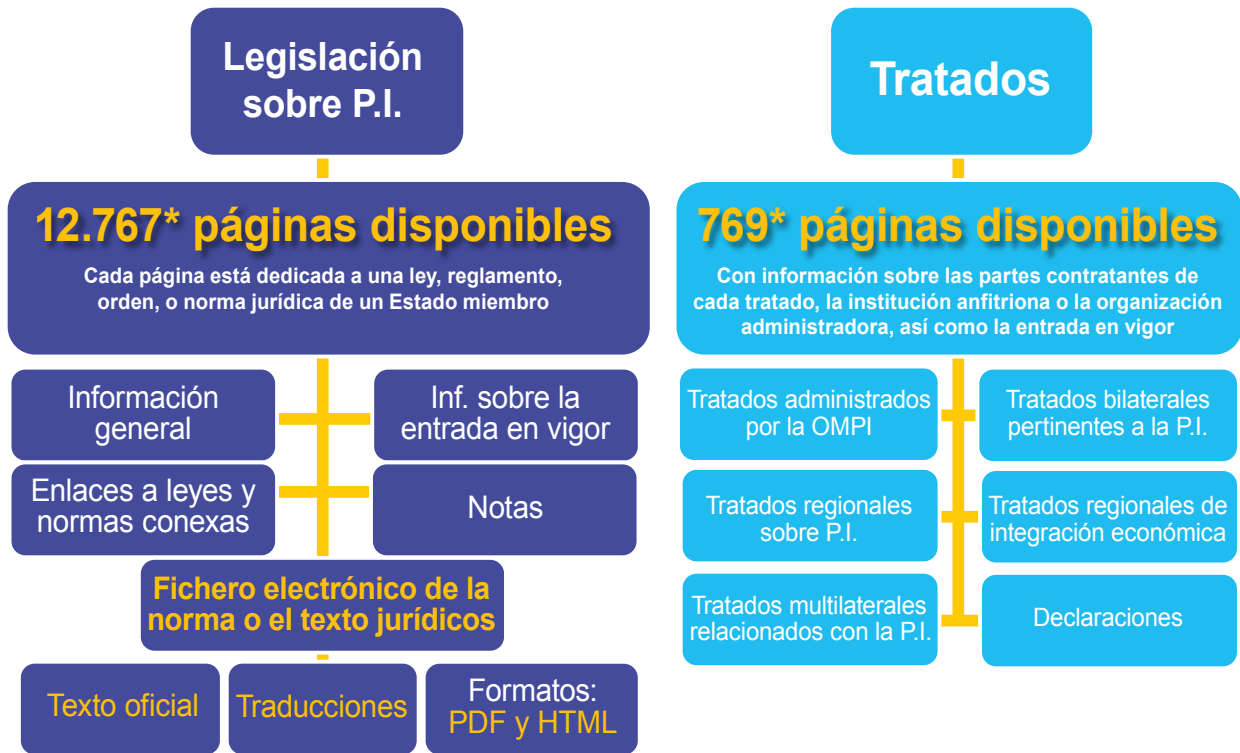 Legislación
sobre P.I.
12.767* páginas disponibles
Cada página está dedicada a una ley, reglamento,
orden, o norma jurídica de un Estado miembro
Información
general
Inf. sobre la
entrada en vigor
Enlaces a leyes y
normas conexas
Notas
Fichero electrónico de la
norma o el texto jurídicos
Texto oficial
Traducciones
Formatos:
PDF y HTML
Tratados
769* páginas disponibles
Con información sobre las partes contratantes de
cada tratado, la institución anfitriona o la organización
administradora, así como la entrada en vigor
Tratados administrados
por la OMPI
Tratados bilaterales
pertinentes a la P.I.
Tratados regionales
sobre P.I.
Tratados regionales de
integración económica
Tratados multilaterales
relacionados con la P.I.
Declaraciones